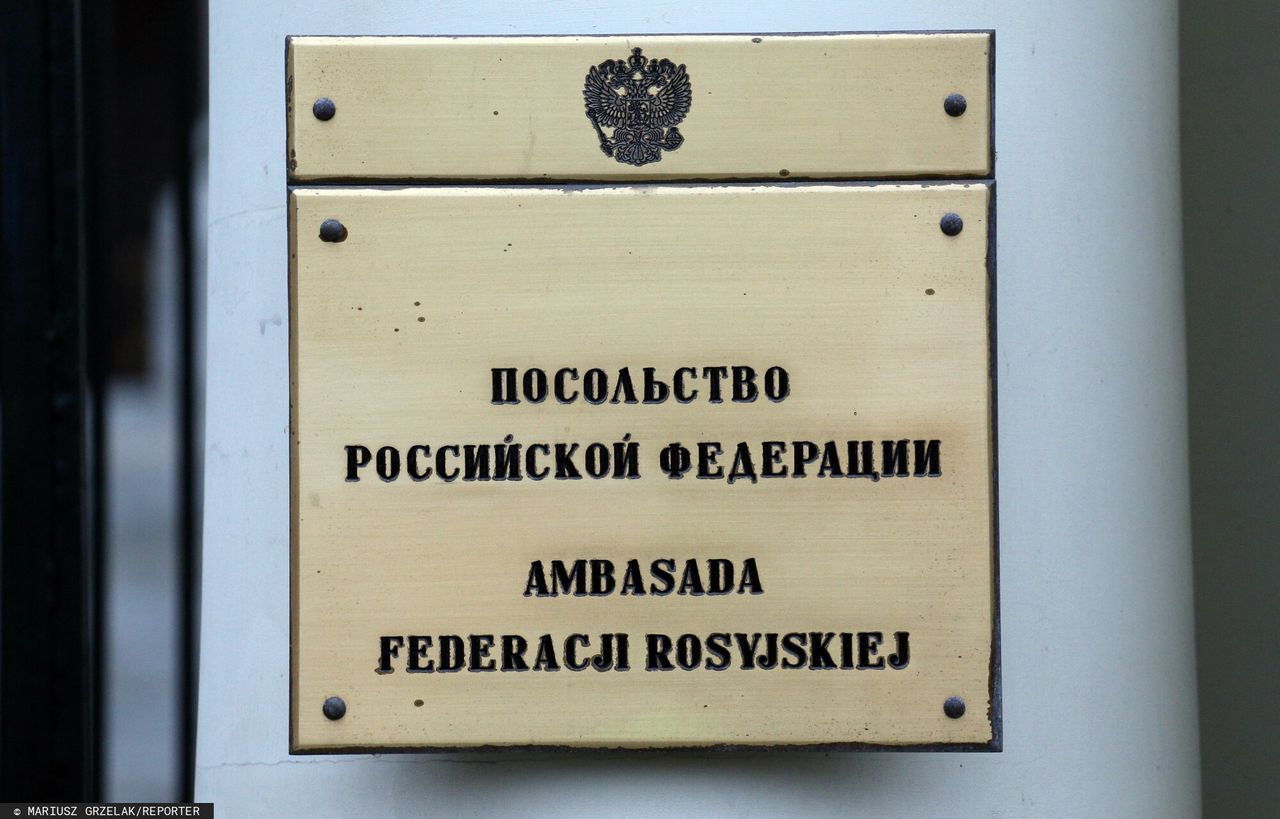 ПОСОЛЬСТВО
РОССИЙСКОЙ ФЕДЕРАЦИИ
AMBASADA
FEDERACJI ROSYJSKIEJ
© MARIUSZ GRZELAK/REPORTER